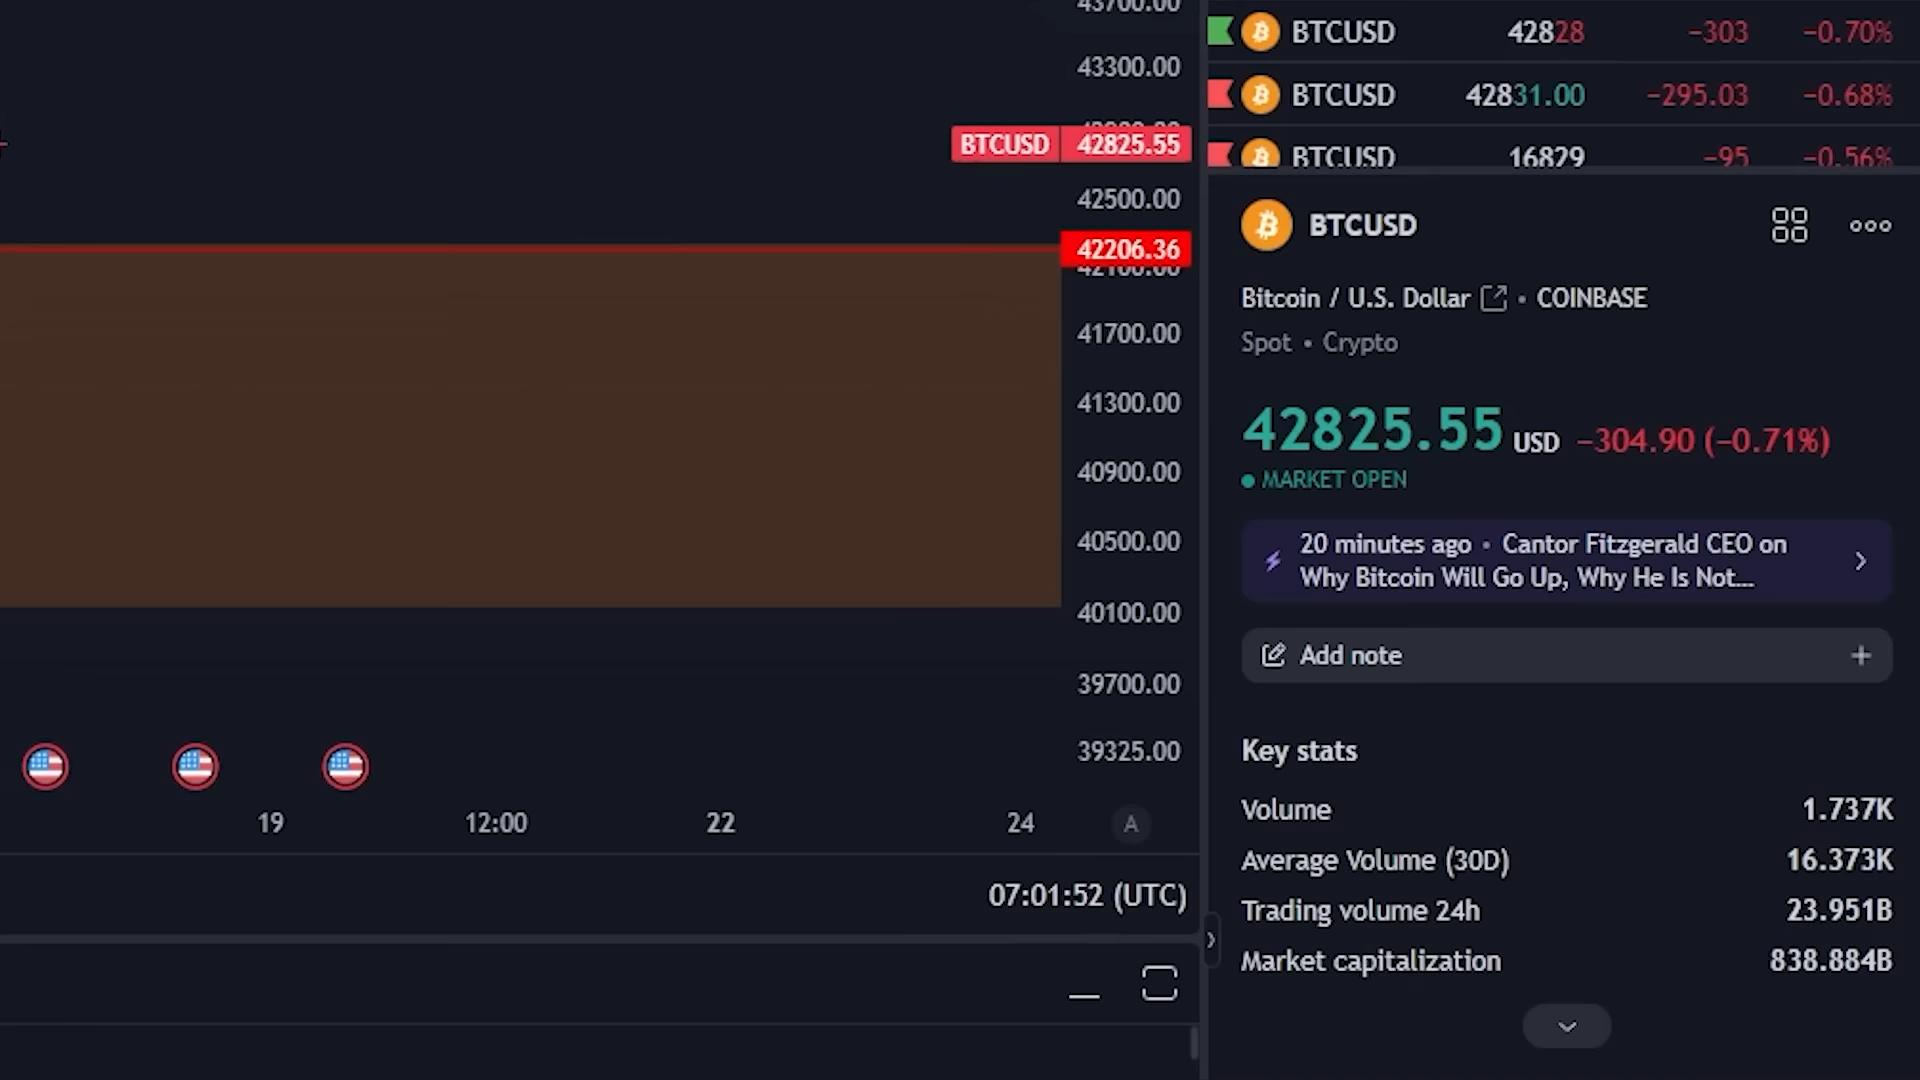 43700.00
43300.00
BTCUSD 42825.55
42500.00
42206.36
42100.00
41700.00
41300.00
40900.00
40500.00
40100.00
39700.00
39325.00
19 12:00 22 24 A
07:01:52 (UTC)
BTCUSD 42828 −303 −0.70%
BTCUSD 42831.00 −295.03 −0.68%
BTCUSD 16829 −95 −0.56%
BTCUSD
Bitcoin / U.S. Dollar • COINBASE
Spot • Crypto
42825.55 USD −304.90 (−0.71%)
MARKET OPEN
20 minutes ago • Cantor Fitzgerald CEO on
Why Bitcoin Will Go Up, Why He Is Not...
Add note
Key stats
Volume 1.737K
Average Volume (30D) 16.373K
Trading volume 24h 23.951B
Market capitalization 838.884B